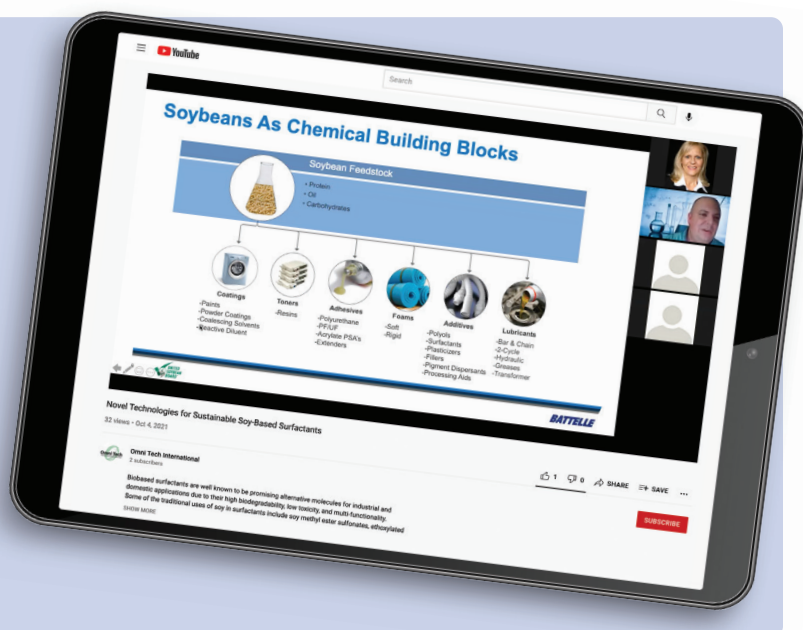 YouTube
Search
Soybeans As Chemical Building Blocks
Soybean Feedstock
• Protein
• Oil
• Carbohydrates
Coatings
-Paints
-Powder Coatings
-Coalescing Solvents
-Reactive Diluent
Toners
-Resins
Adhesives
-Polyurethane
-PF/UF
-Acrylate PSA's
-Extenders
Foams
-Soft
-Rigid
Additives
-Polyols
-Surfactants
-Plasticizers
-Fillers
-Pigment Dispersants
-Processing Aids
Lubricants
-Bar & Chain
-2-Cycle
-Hydraulic
-Greases
-Transformer
UNITED SOYBEAN BOARD
BATTELLE
Novel Technologies for Sustainable Soy-Based Surfactants
32 views • Oct 4, 2021
1
0
SHARE
SAVE
Omni Tech
Omni Tech International
2 subscribers
SUBSCRIBE
Biobased surfactants are well known to be promising alternative molecules for industrial and
domestic applications due to their high biodegradability, low toxicity, and multi-functionality.
Some of the traditional uses of soy in surfactants include soy methyl ester sulfonates, ethoxylated
SHOW MORE